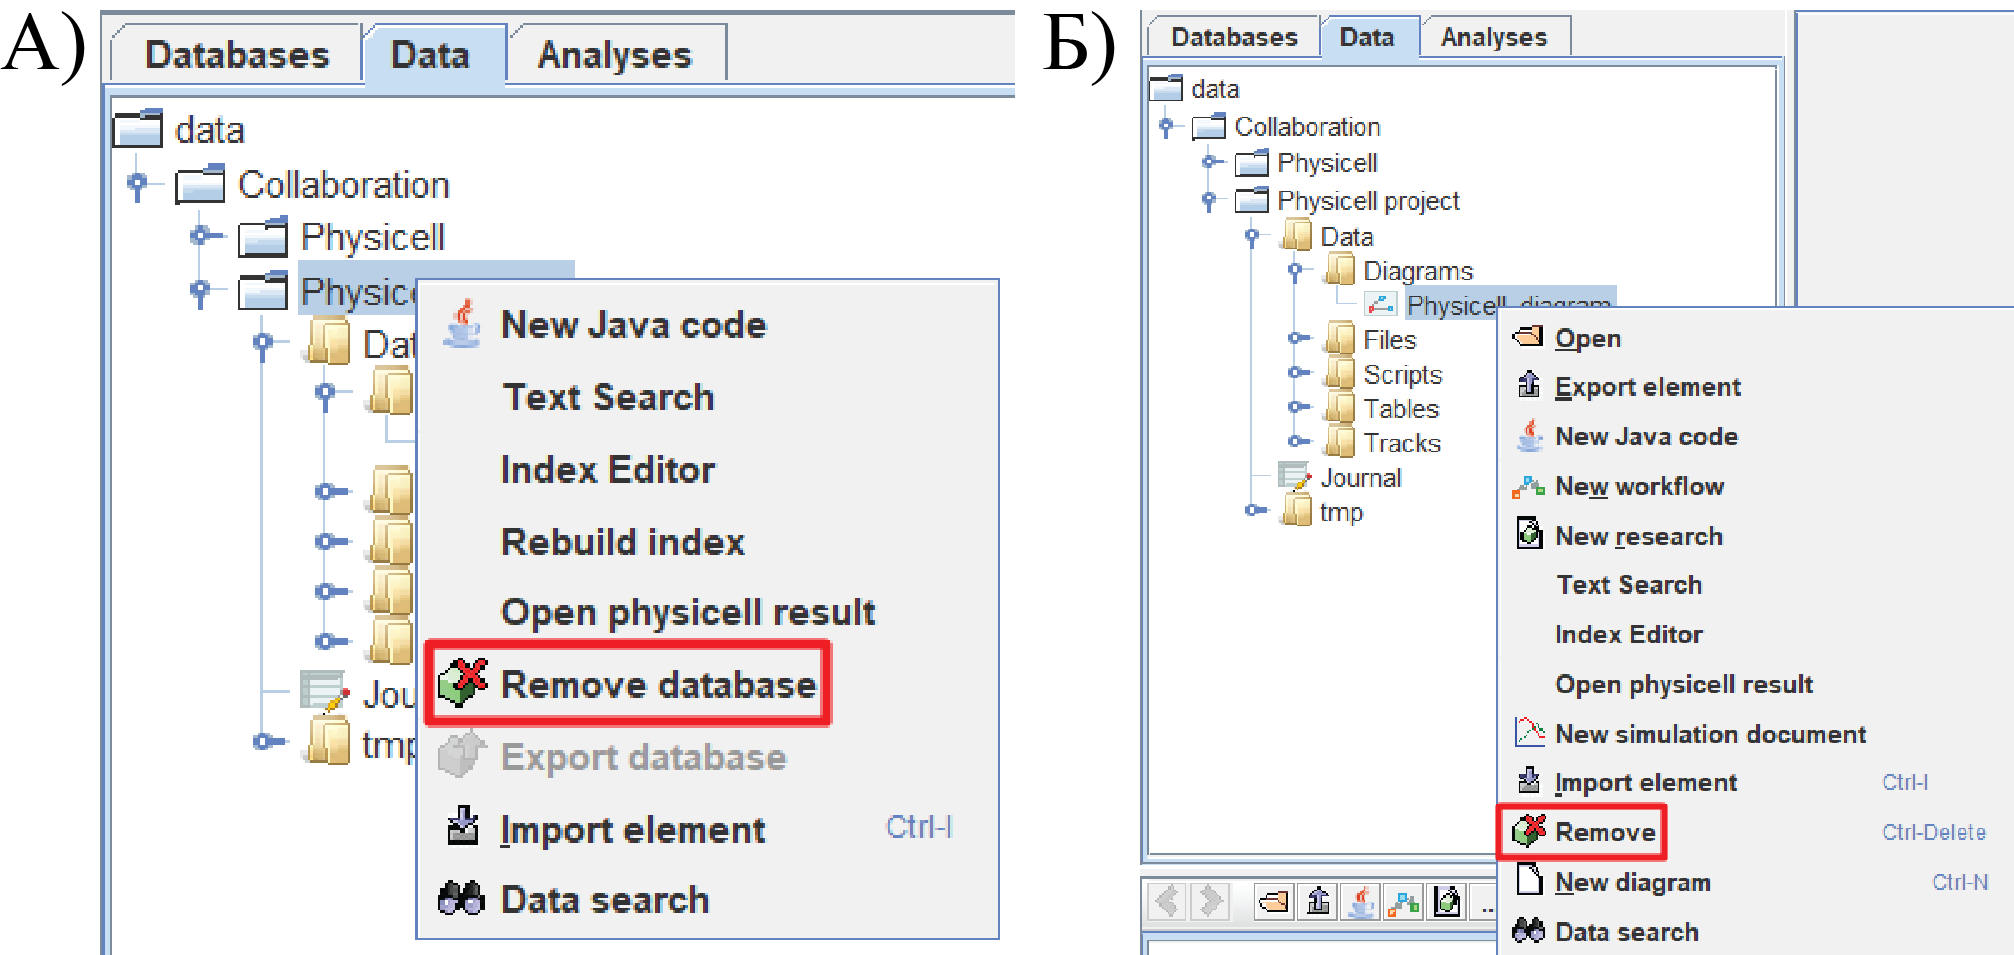 А)
Databases Data Analyses
data
Collaboration
Physicell
Physice
Dat
Jou
tmp
New Java code
Text Search
Index Editor
Rebuild index
Open physicell result
Remove database
Export database
Import element Ctrl-I
Data search
Б)
Databases Data Analyses
data
Collaboration
Physicell
Physicell project
Data
Diagrams
Physicell_diagram
Files
Scripts
Tables
Tracks
Journal
tmp
Open
Export element
New Java code
New workflow
New research
Text Search
Index Editor
Open physicell result
New simulation document
Import element Ctrl-I
Remove Ctrl-Delete
New diagram Ctrl-N
Data search
...